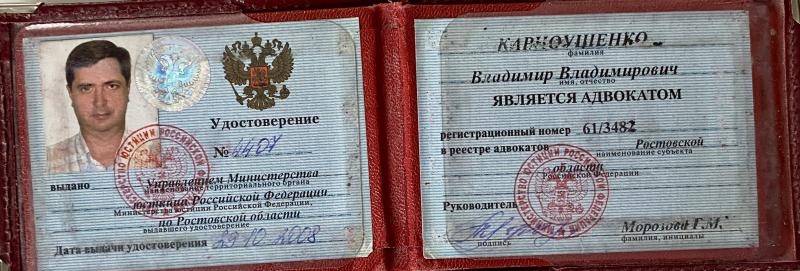 Удостоверение
№ 4407
выдано Управлением Министерства
наименование территориального органа
юстиции Российской Федерации
Министерства юстиции Российской Федерации,
по Ростовской области
выдавшего удостоверение
Дата выдачи удостоверения 29.10.2008
КАРНОУШЕНКО
фамилия
Владимир Владимирович
имя, отчество
ЯВЛЯЕТСЯ АДВОКАТОМ
регистрационный номер 61/3482
в реестре адвокатов Ростовской
наименование субъекта
области
Российской Федерации
Руководитель
подпись
Морозова Г.М.
фамилия, инициалы